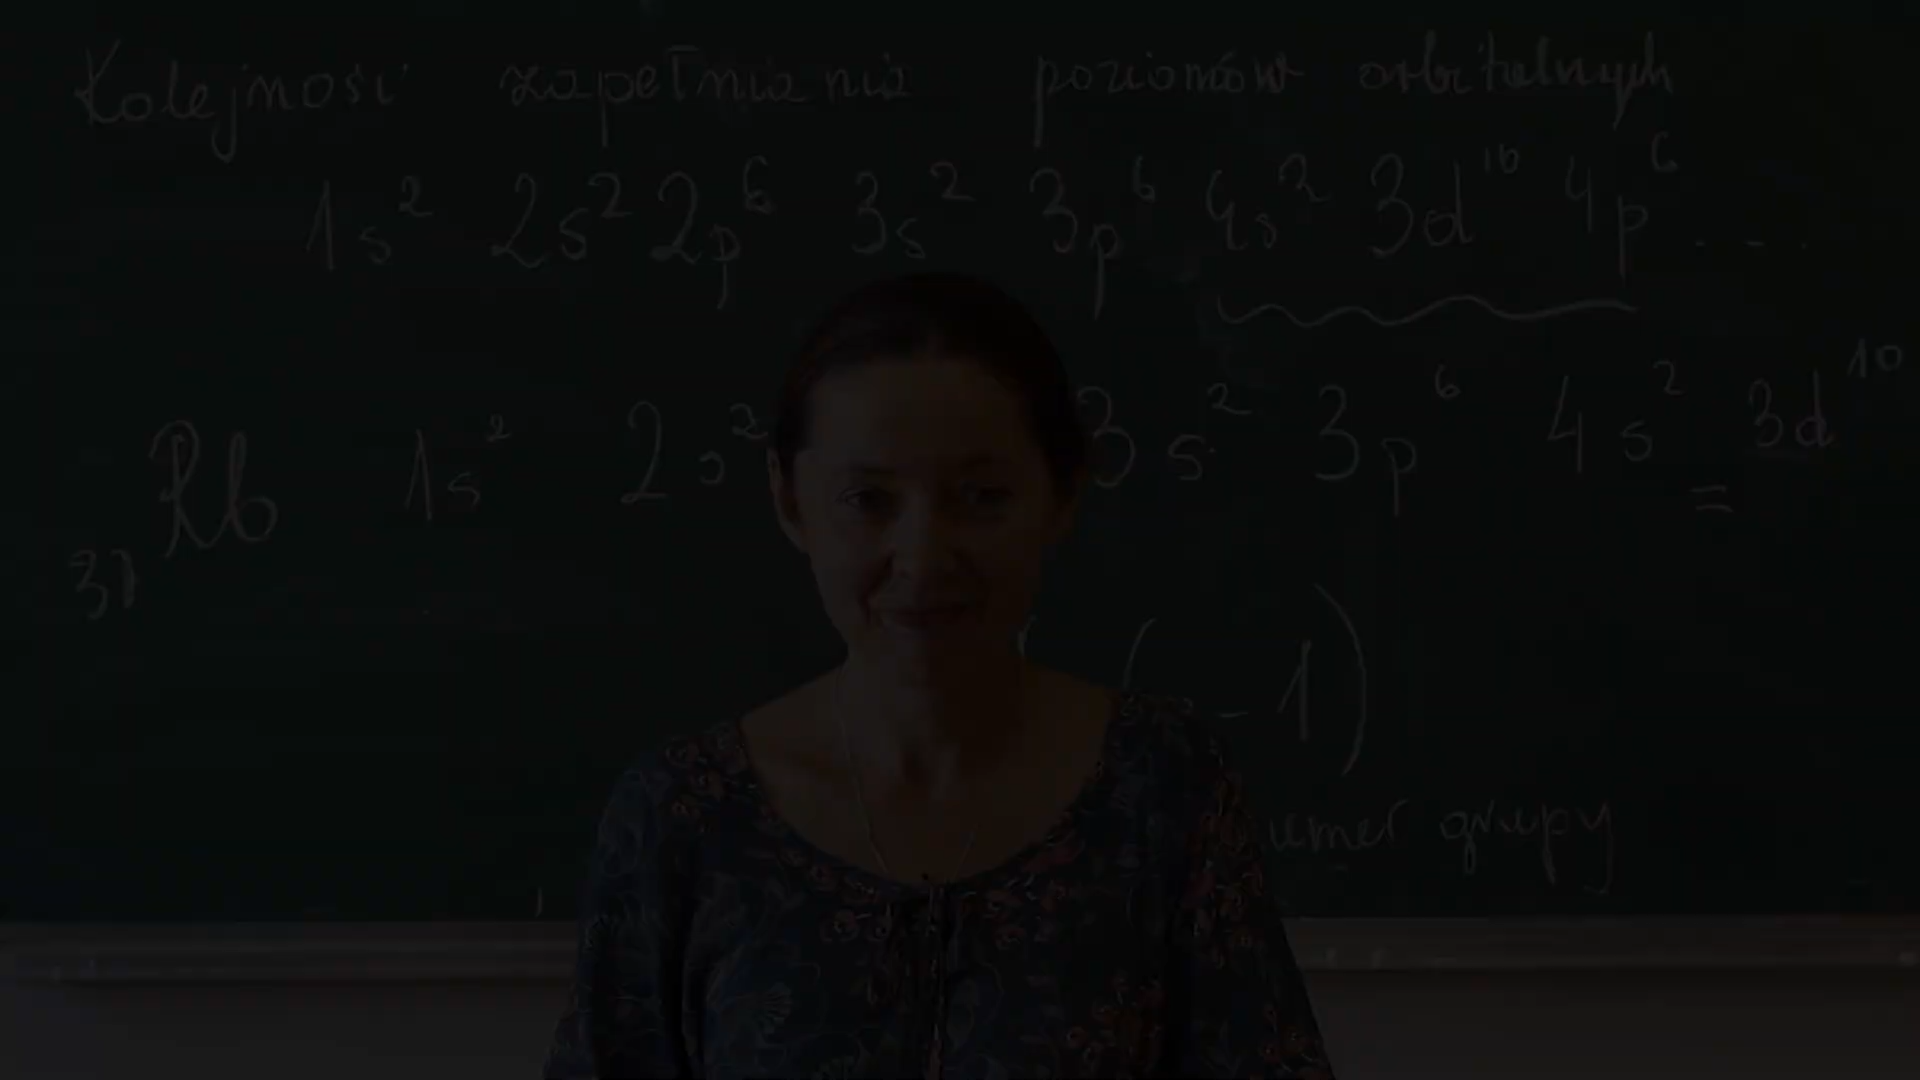 Kolejność zapełniania poziomów orbitalnych
1s² 2s² 2p⁶ 3s² 3p⁶ 4s² 3d¹⁰ 4p⁶ . . . .
₃₇Rb 1s² 2s² 3s² 3p⁶ 4s² 3d¹⁰
=
( - 1 )
numer grupy